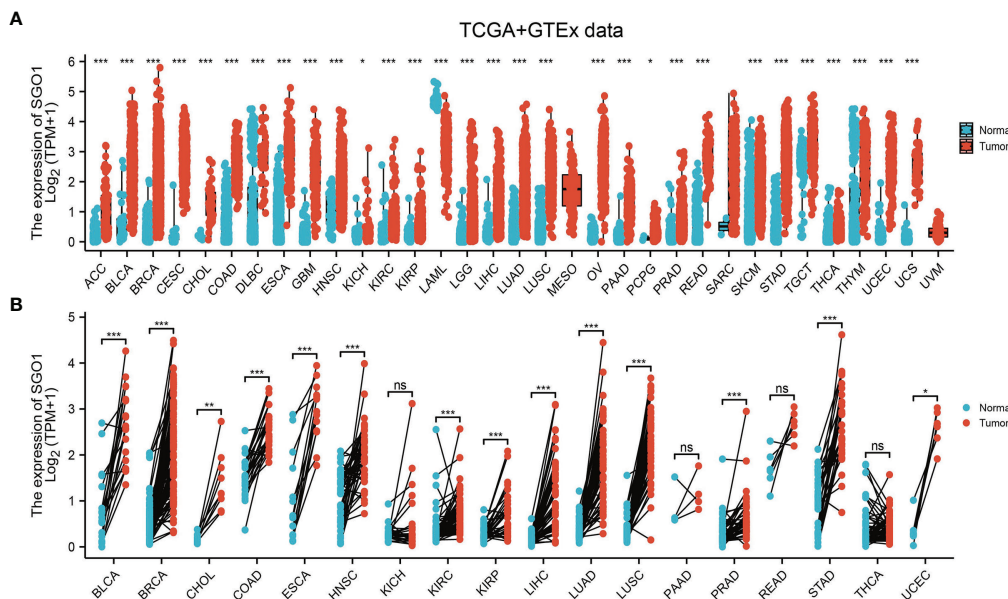 A
TCGA+GTEx data
The expression of SGO1
Log2 (TPM+1)
6
5
4
3
2
1
0
*** *** *** *** *** *** *** *** *** *** * *** *** *** *** *** *** *** *** *** * *** *** *** *** *** *** *** *** ***
Norma
Tumor
ACC BLCA BRCA CESC CHOL COAD DLBC ESCA GBM HNSC KICH KIRC KIRP LAML LGG LIHC LUAD LUSC MESO OV PAAD PCPG PRAD READ SARC SKCM STAD TGCT THCA THYM UCEC UCS UVM
B
The expression of SGO1
Log2 (TPM+1)
5
4
3
2
1
0
*** *** ** *** *** *** ns *** *** *** *** *** ns *** ns *** ns *
Norma
Tumor
BLCA BRCA CHOL COAD ESCA HNSC KICH KIRC KIRP LIHC LUAD LUSC PAAD PRAD READ STAD THCA UCEC